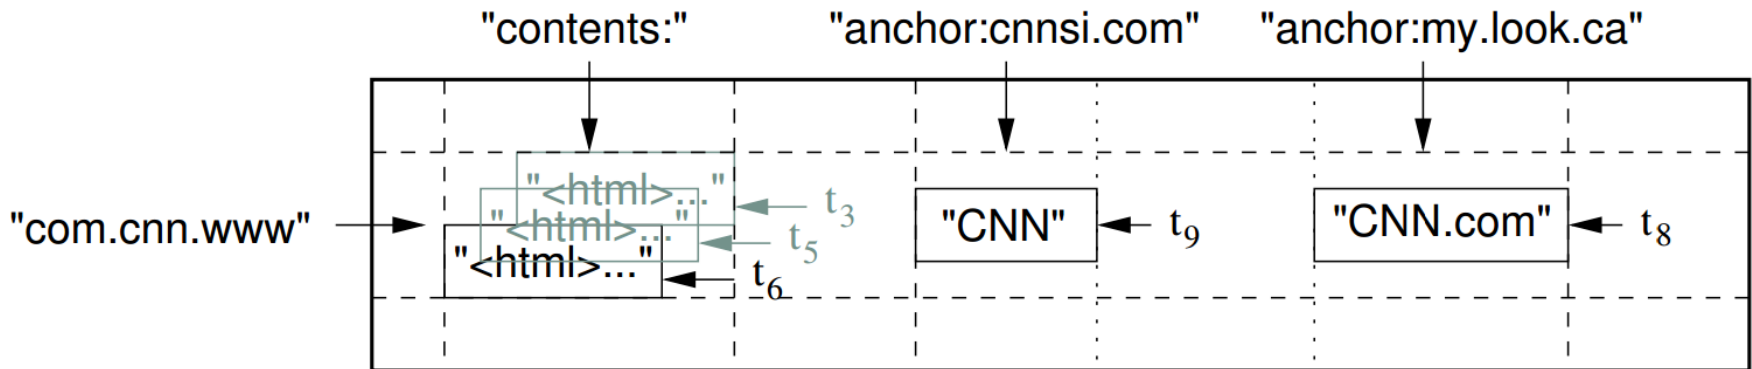 "contents:" "anchor:cnnsi.com" "anchor:my.look.ca"
"<html>..." t3
"com.cnn.www" "<html>..." t5 "CNN" t9 "CNN.com" t8
"<html>..." t6